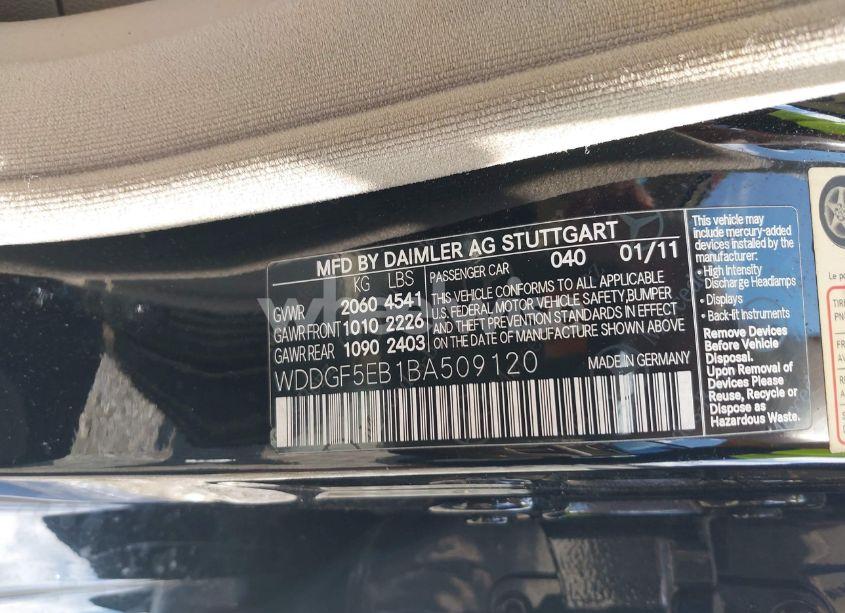 MFD BY DAIMLER AG STUTTGART
KG LBS
GVWR 2060 4541
GAWR FRONT 1010 2226
GAWR REAR 1090 2403
PASSENGER CAR 040 01/11
THIS VEHICLE CONFORMS TO ALL APPLICABLE
U.S. FEDERAL MOTOR VEHICLE SAFETY, BUMPER
AND THEFT PREVENTION STANDARDS IN EFFECT
ON THE DATE OF MANUFACTURE SHOWN ABOVE
WDDGF5EB1BA509120
MADE IN GERMANY
This vehicle may
include mercury-added
devices installed by the
manufacturer:
• High Intensity
Discharge Headlamps
• Displays
• Back-lit Instruments
Remove Devices
Before Vehicle
Disposal.
Upon Removal of
Devices Please
Reuse, Recycle or
Dispose as
Hazardous Waste.
Le po
TIRE